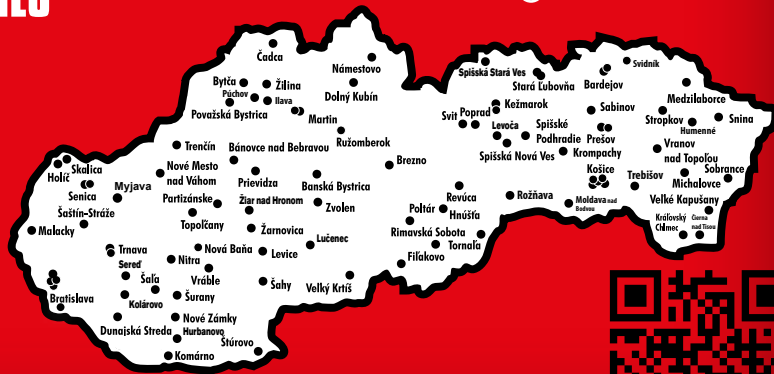 Čadca
Námestovo
Spišská Stará Ves
Svidník
Stará Ľubovňa
Bardejov
Bytča
Žilina
Púchov
Ilava
Dolný Kubín
Považská Bystrica
Martin
Kežmarok
Sabinov
Medzilaborce
Svit
Poprad
Levoča
Spišské
Podhradie
Prešov
Stropkov
Humenné
Snina
Ružomberok
Trenčín
Bánovce nad Bebravou
Brezno
Spišská Nová Ves
Krompachy
Vranov
nad Topoľou
Holíč
Skalica
Senica
Myjava
Nové Mesto
nad Váhom
Prievidza
Banská Bystrica
Košice
Trebišov
Sobrance
Michalovce
Šaštín-Stráže
Partizánske
Žiar nad Hronom
Zvolen
Revúca
Rožňava
Moldava nad
Bodvou
Veľké Kapušany
Malacky
Topoľčany
Žarnovica
Poltár
Hnúšťa
Kráľovský
Chlmec
Čierna
nad Tisou
Rimavská Sobota
Tornaľa
Trnava
Nová Baňa
Lučenec
Levice
Fiľakovo
Sereď
Nitra
Šaľa
Vráble
Šahy
Veľký Krtíš
Bratislava
Kolárovo
Šurany
Dunajská Streda
Nové Zámky
Hurbanovo
Štúrovo
Komárno